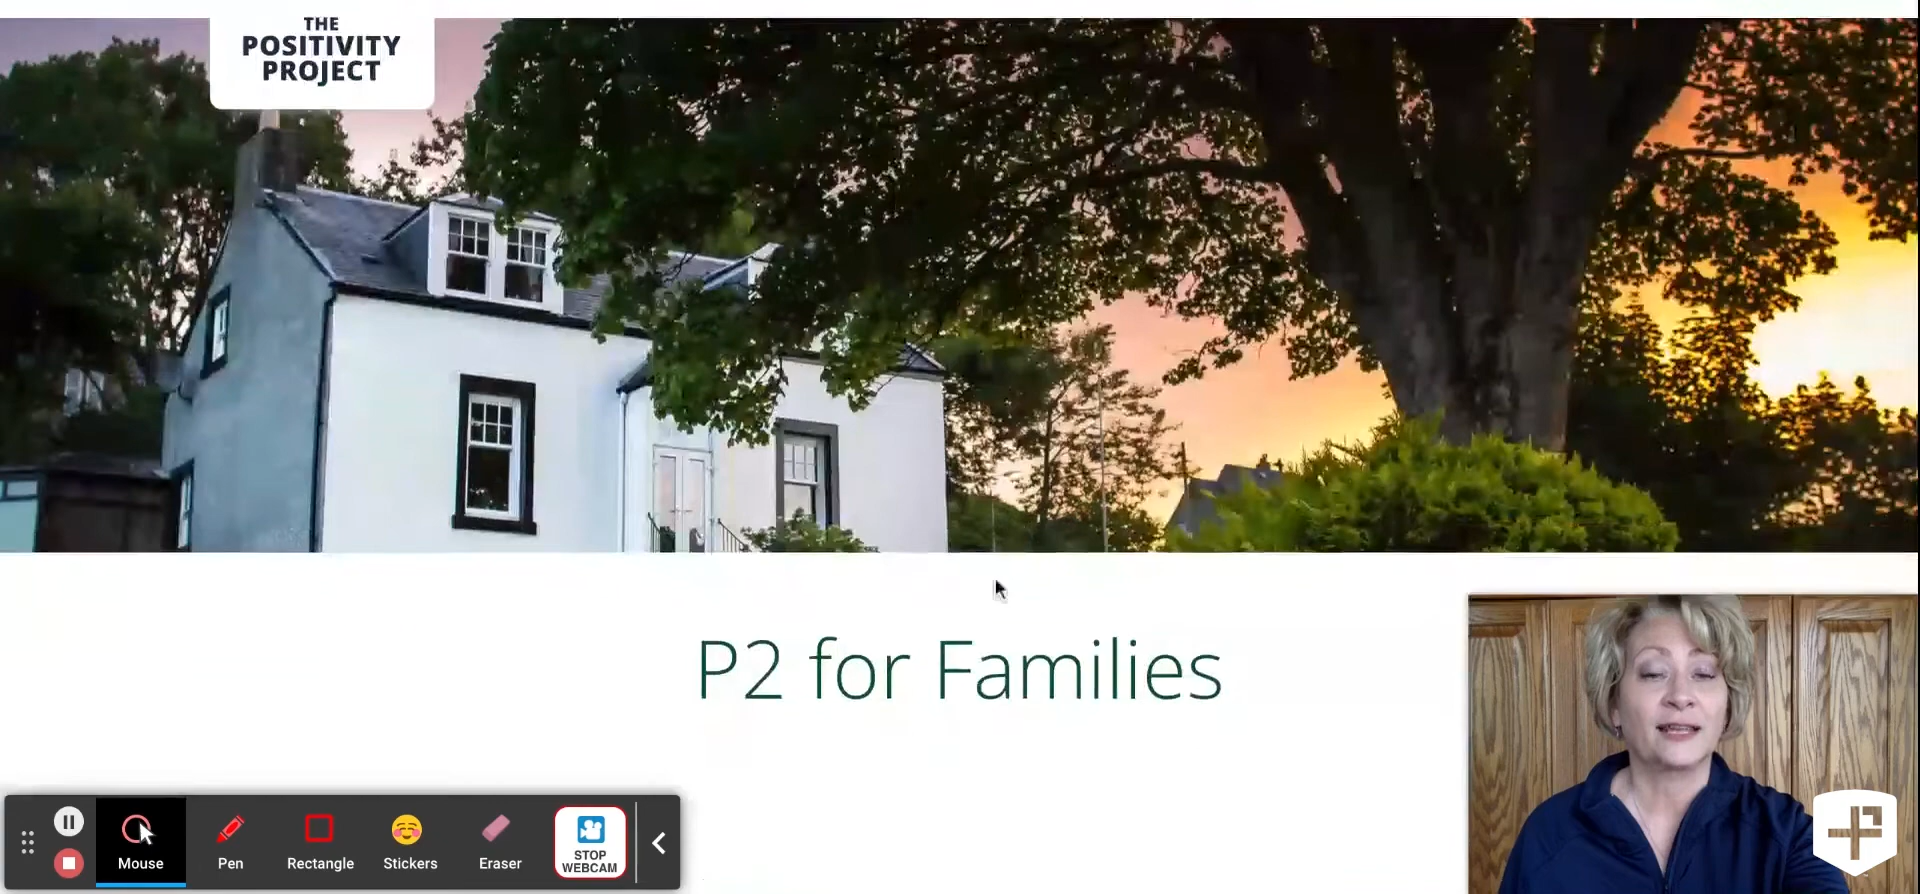 THE
POSITIVITY
PROJECT
P2 for Families
Mouse
Pen
Rectangle
Stickers
Eraser
STOP
WEBCAM